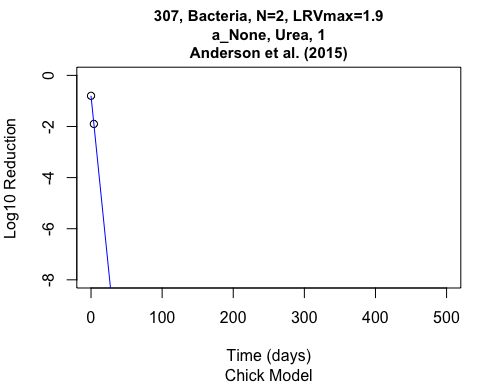 307, Bacteria, N=2, LRVmax=1.9
a_None, Urea, 1
Anderson et al. (2015)
Log10 Reduction
0
-2
-4
-6
-8
0 100 200 300 400 500
Time (days)
Chick Model